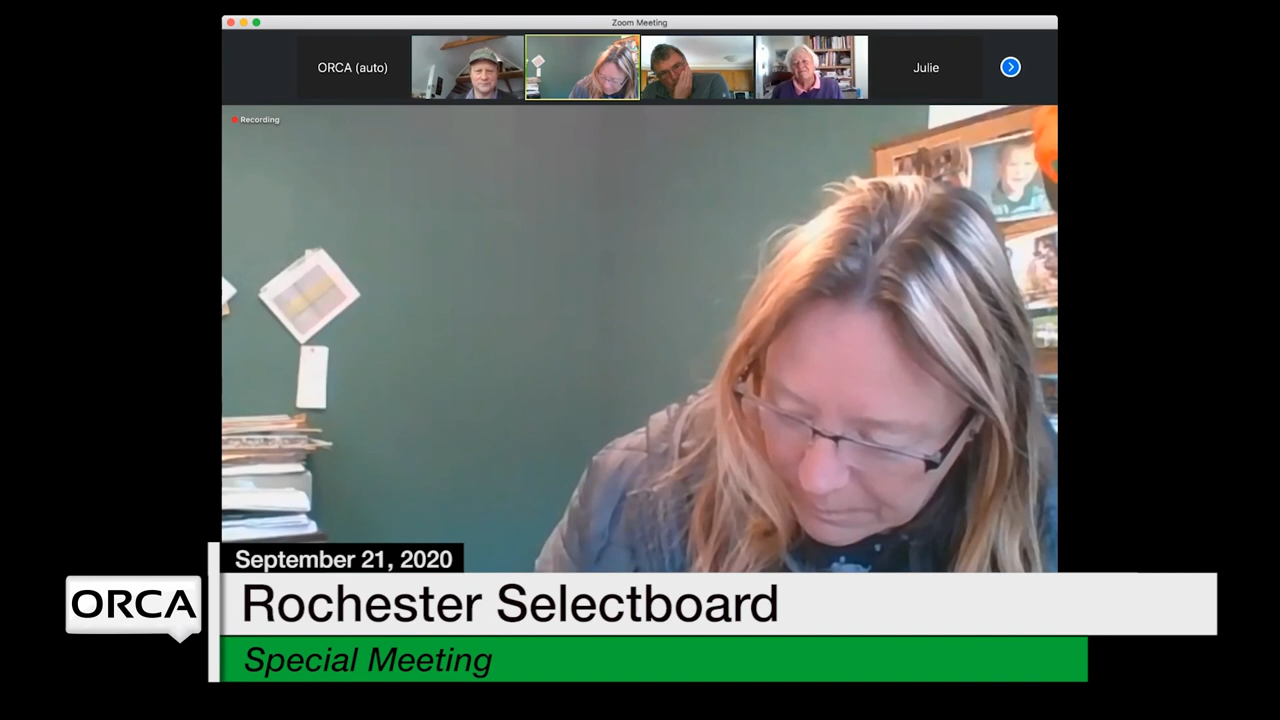 Zoom Meeting
ORCA (auto)
Julie
Recording
September 21, 2020
ORCA
Rochester Selectboard
Special Meeting